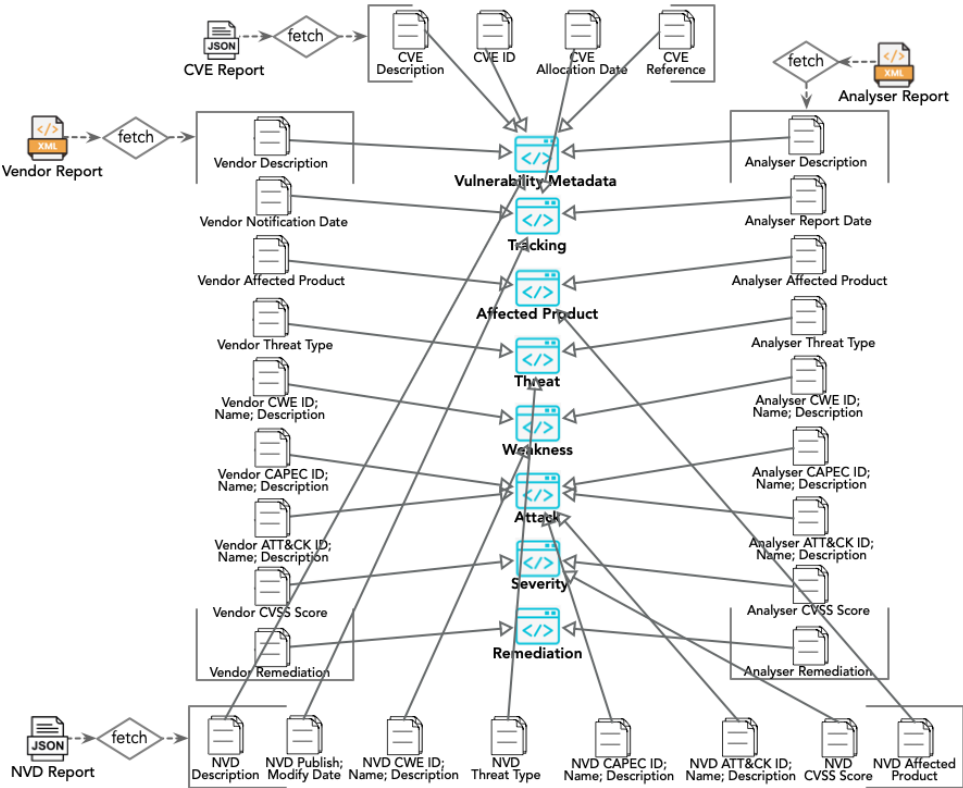 JSON
CVE Report
fetch
CVE
Description
CVE ID
CVE
Allocation Date
CVE
Reference
fetch
</>
XML
Analyser Report
</>
XML
Vendor Report
fetch
Vendor Description
</>
Vulnerability Metadata
Analyser Description
Vendor Notification Date
</>
Tracking
Analyser Report Date
Vendor Affected Product
</>
Affected Product
Analyser Affected Product
Vendor Threat Type
</>
Threat
Analyser Threat Type
Vendor CWE ID;
Name; Description
</>
Weakness
Analyser CWE ID;
Name; Description
Vendor CAPEC ID;
Name; Description
</>
Attack
Analyser CAPEC ID;
Name; Description
Vendor ATT&CK ID;
Name; Description
Analyser ATT&CK ID;
Name; Description
</>
Severity
Vendor CVSS Score
Analyser CVSS Score
</>
Remediation
Vendor Remediation
Analyser Remediation
JSON
NVD Report
fetch
NVD
Description
NVD Publish;
Modify Date
NVD CWE ID;
Name; Description
NVD
Threat Type
NVD CAPEC ID;
Name; Description
NVD ATT&CK ID;
Name; Description
NVD
CVSS Score
NVD Affected
Product